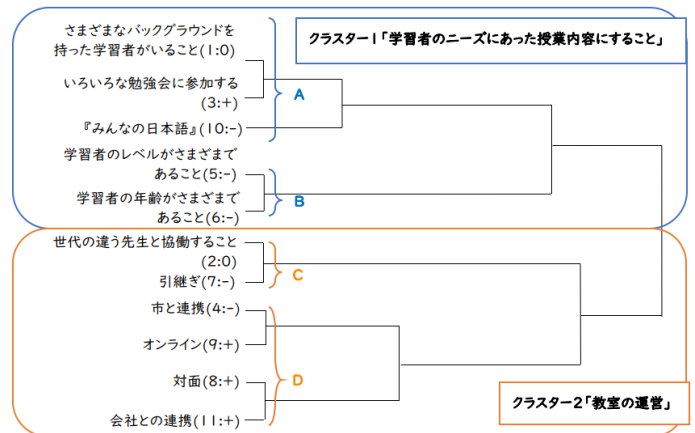 さまざまなバックグラウンドを
持った学習者がいること(1:0)
クラスター1「学習者のニーズにあった授業内容にすること」
いろいろな勉強会に参加する
(3:+)
A
『みんなの日本語』(10:-)
学習者のレベルがさまざまで
あること(5:-)
学習者の年齢がさまざまで
あること(6:-)
B
世代の違う先生と協働すること
(2:0)
引継ぎ(7:-)
C
市と連携(4:-)
オンライン(9:+)
対面(8:+)
D
会社との連携(11:+)
クラスター2「教室の運営」